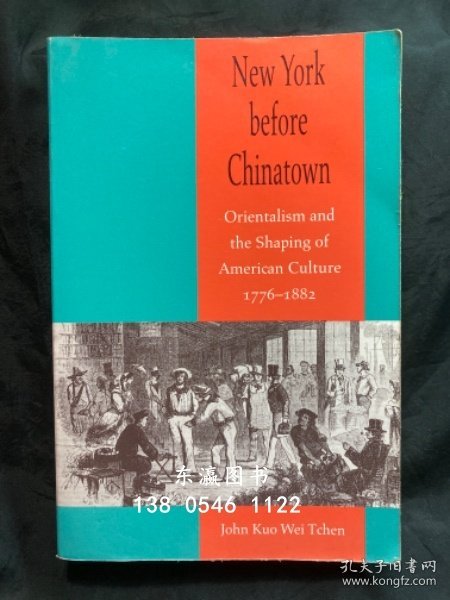 New York
before
Chinatown
Orientalism and
the Shaping of
American Culture
1776–1882
东瀛图书
138 0546 1122
John Kuo Wei Tchen
孔夫子旧书网
www.kongfz.com